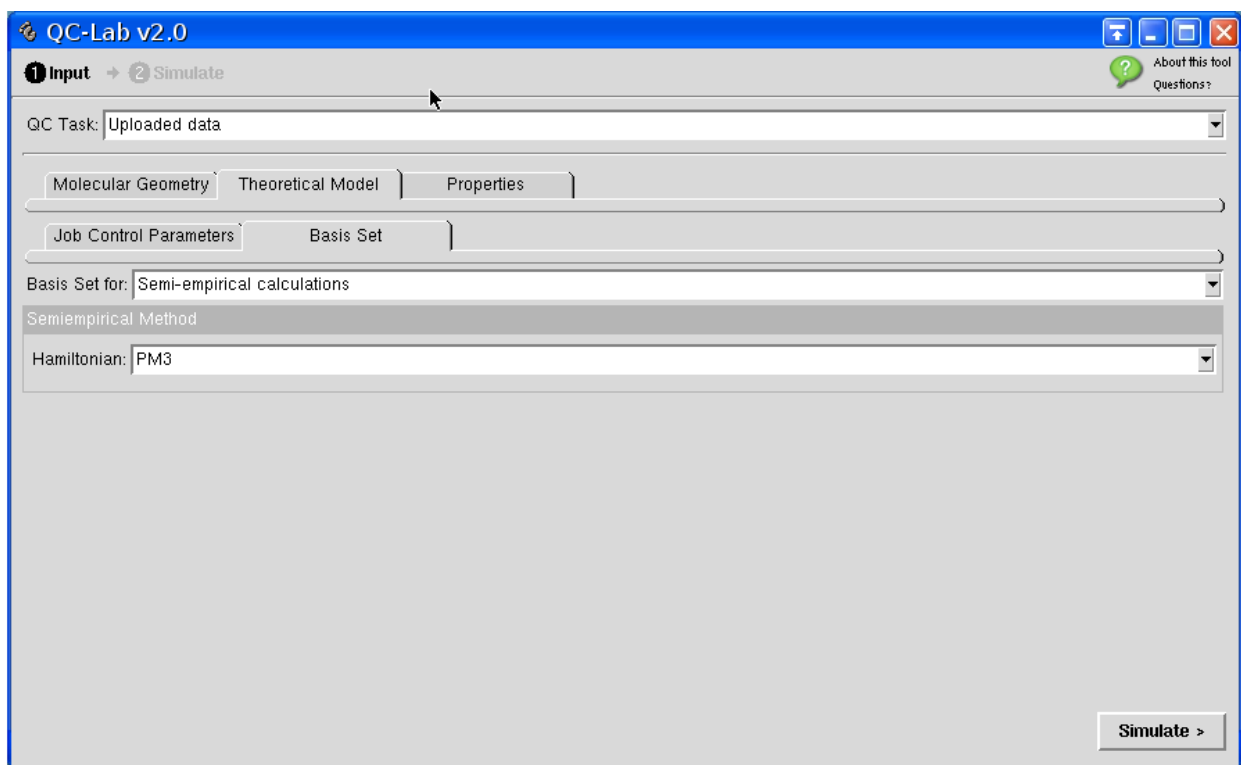 QC-Lab v2.0
1 Input → 2 Simulate
About this tool
Questions?
QC Task: Uploaded data
Molecular Geometry Theoretical Model Properties
Job Control Parameters Basis Set
Basis Set for: Semi-empirical calculations
Semiempirical Method
Hamiltonian: PM3
Simulate >